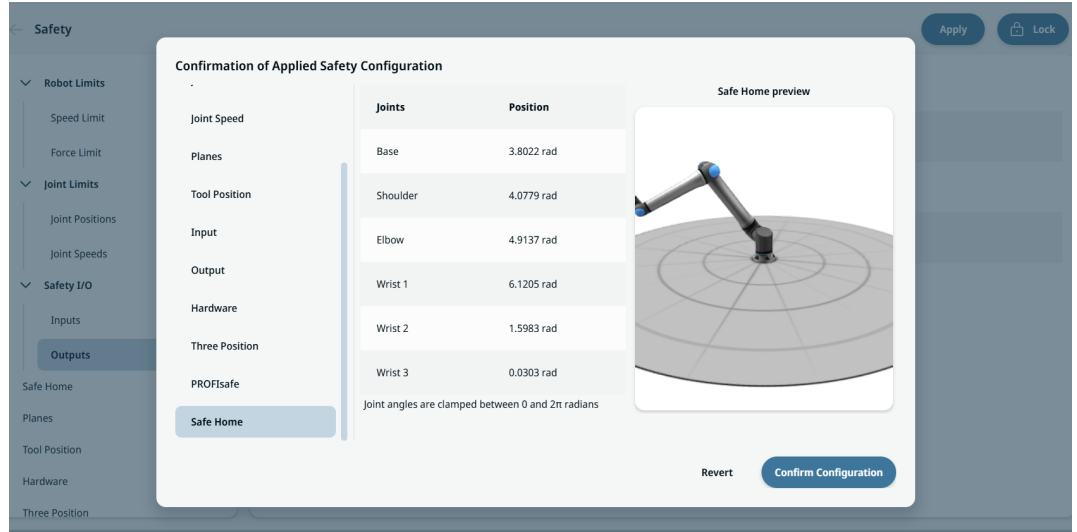 Safety
Apply
Lock
Robot Limits
Speed Limit
Force Limit
Joint Limits
Joint Positions
Joint Speeds
Safety I/O
Inputs
Outputs
Safe Home
Planes
Tool Position
Hardware
Three Position
Confirmation of Applied Safety Configuration
Joint Speed
Planes
Tool Position
Input
Output
Hardware
Three Position
PROFIsafe
Safe Home
Joints Position
Base 3.8022 rad
Shoulder 4.0779 rad
Elbow 4.9137 rad
Wrist 1 6.1205 rad
Wrist 2 1.5983 rad
Wrist 3 0.0303 rad
Joint angles are clamped between 0 and 2π radians
Safe Home preview
Revert
Confirm Configuration